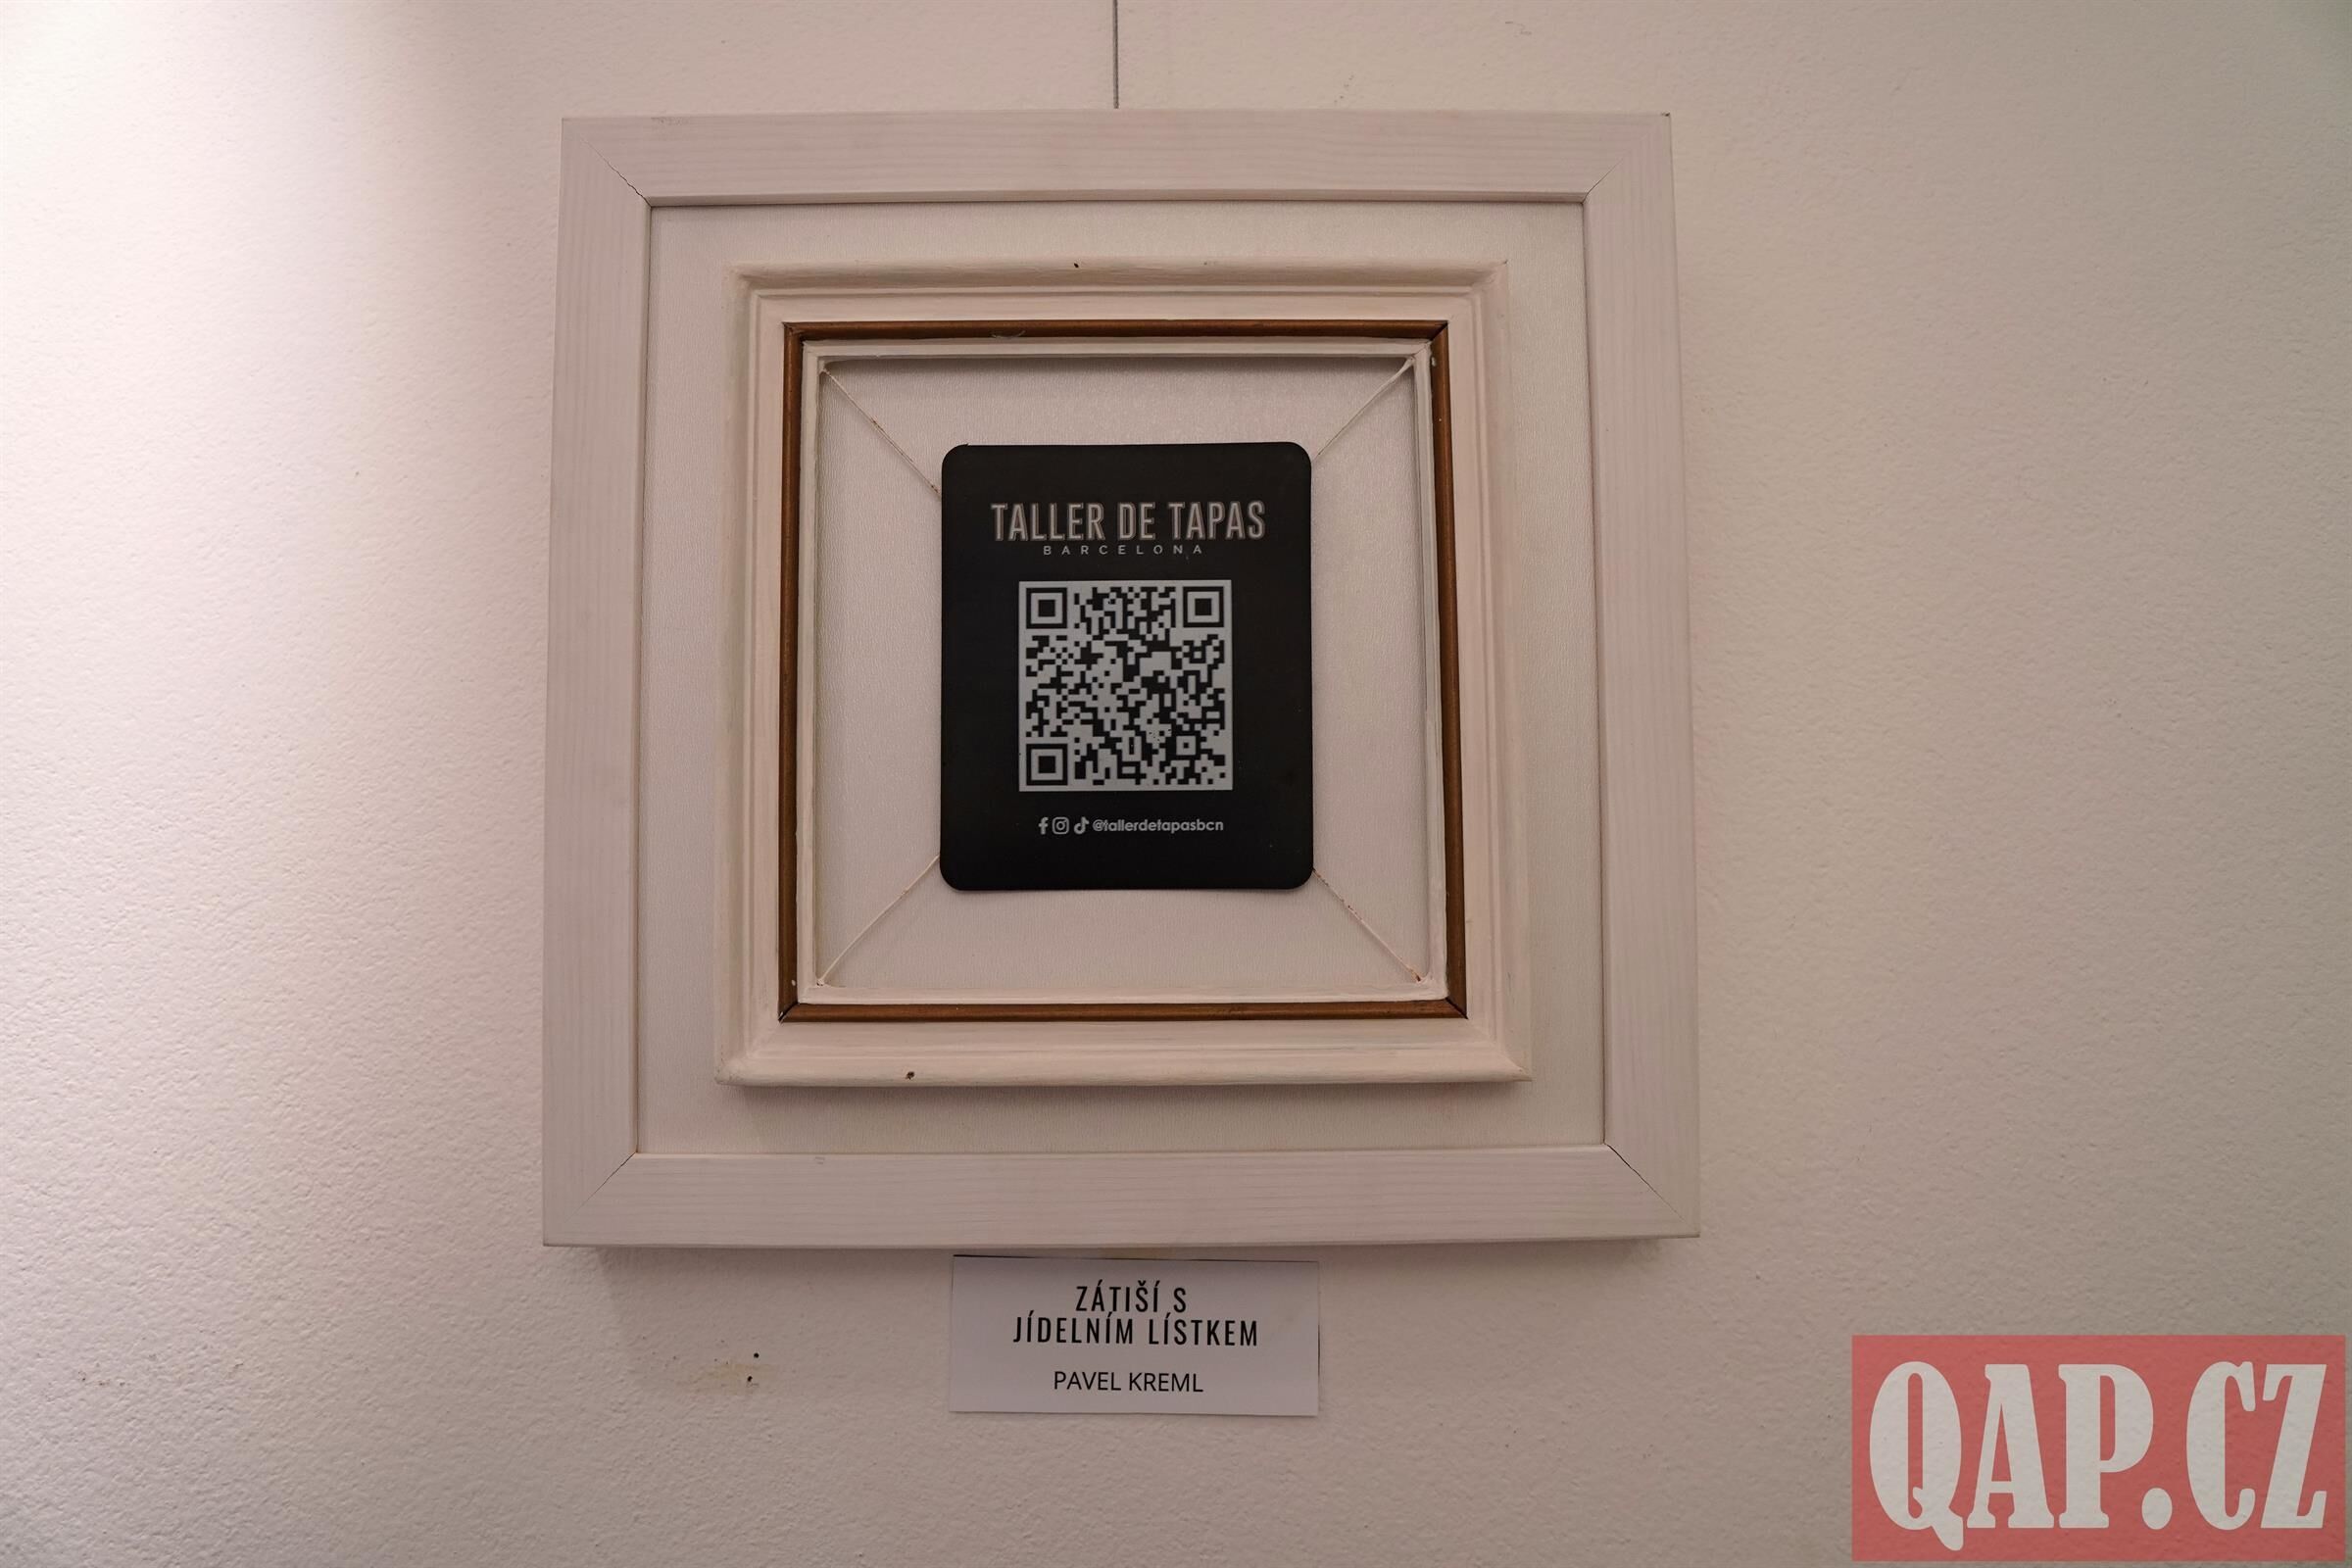 TALLER DE TAPAS
BARCELONA
@tallerdetapasbcn
ZÁTIŠÍ S
JÍDELNÍM LÍSTKEM
PAVEL KREML
QAP.CZ